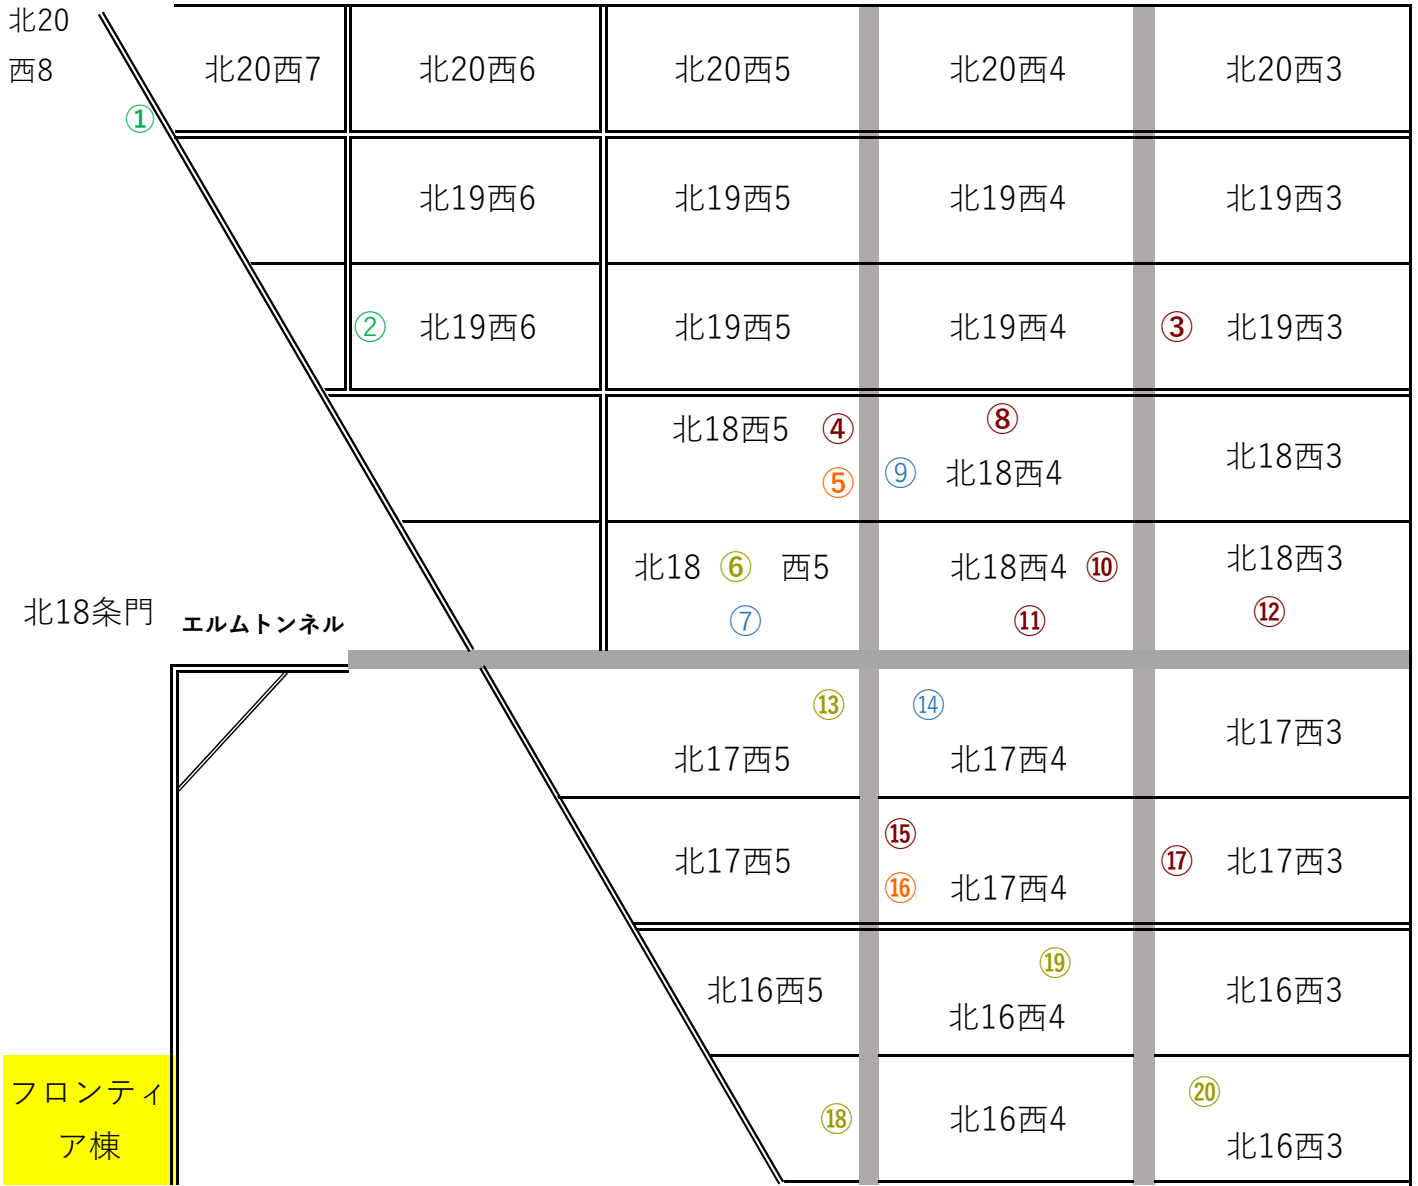 北20
西8
北20西7
北20西6
北20西5
北20西4
北20西3
①
北19西6
北19西5
北19西4
北19西3
②
北19西6
北19西5
北19西4
③
北19西3
北18西5
④
⑧
⑤
⑨
北18西4
北18西3
北18
⑥
西5
⑦
北18西4
⑩
⑪
北18西3
⑫
北18条門
エルムトンネル
⑬
⑭
北17西5
北17西4
北17西3
北17西5
⑮
⑯
北17西4
⑰
北17西3
北16西5
⑲
北16西4
北16西3
フロンティ
ア棟
⑱
北16西4
⑳
北16西3